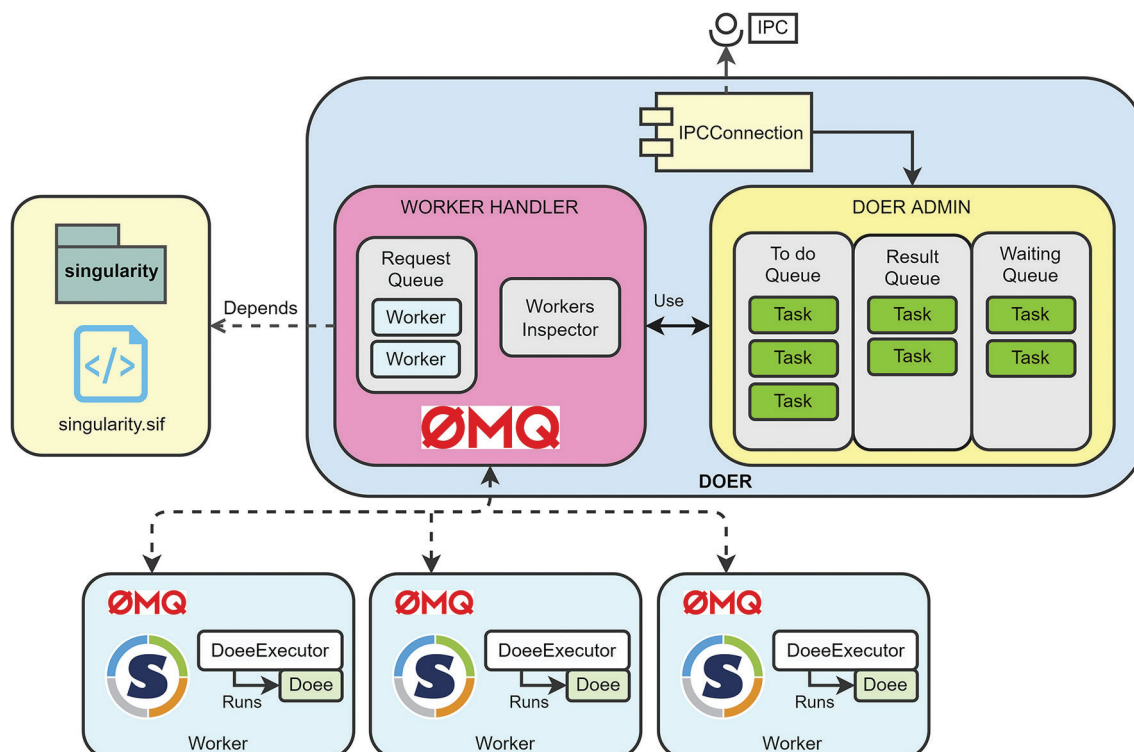 IPC
IPCConnection
WORKER HANDLER
DOER ADMIN
singularity
singularity.sif
Depends
Request
Queue
Worker
Worker
Workers
Inspector
ØMQ
Use
To do
Queue
Task
Task
Task
Result
Queue
Task
Task
Waiting
Queue
Task
Task
DOER
ØMQ
S
DoeeExecutor
Runs
Doee
Worker
ØMQ
S
DoeeExecutor
Runs
Doee
Worker
ØMQ
S
DoeeExecutor
Runs
Doee
Worker